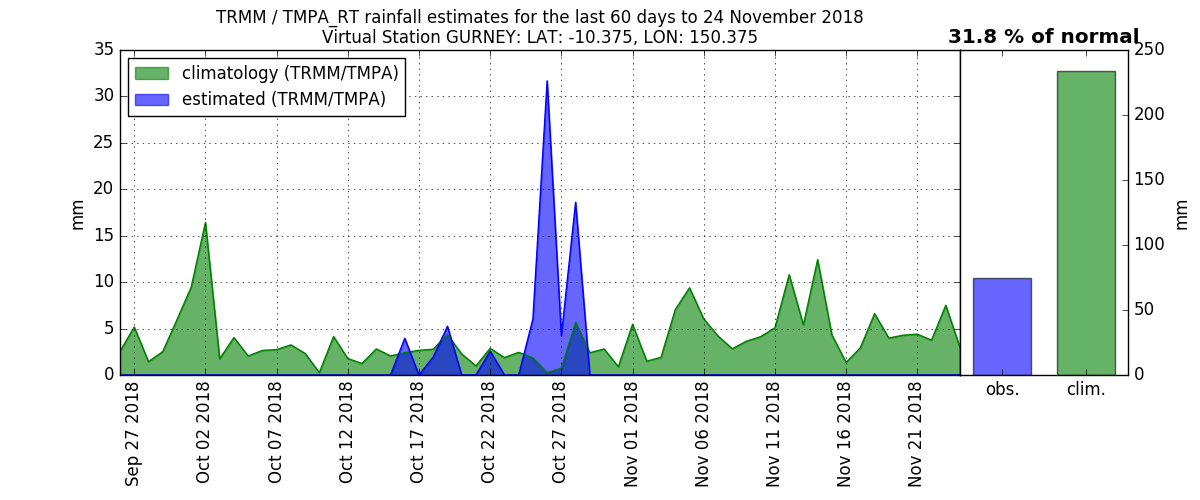 TRMM / TMPA_RT rainfall estimates for the last 60 days to 24 November 2018
Virtual Station GURNEY: LAT: -10.375, LON: 150.375
31.8 % of normal
climatology (TRMM/TMPA)
estimated (TRMM/TMPA)
mm
35
30
25
20
15
10
5
0
Sep 27 2018
Oct 02 2018
Oct 07 2018
Oct 12 2018
Oct 17 2018
Oct 22 2018
Oct 27 2018
Nov 01 2018
Nov 06 2018
Nov 11 2018
Nov 16 2018
Nov 21 2018
obs.
clim.
250
200
150
100
50
0
mm